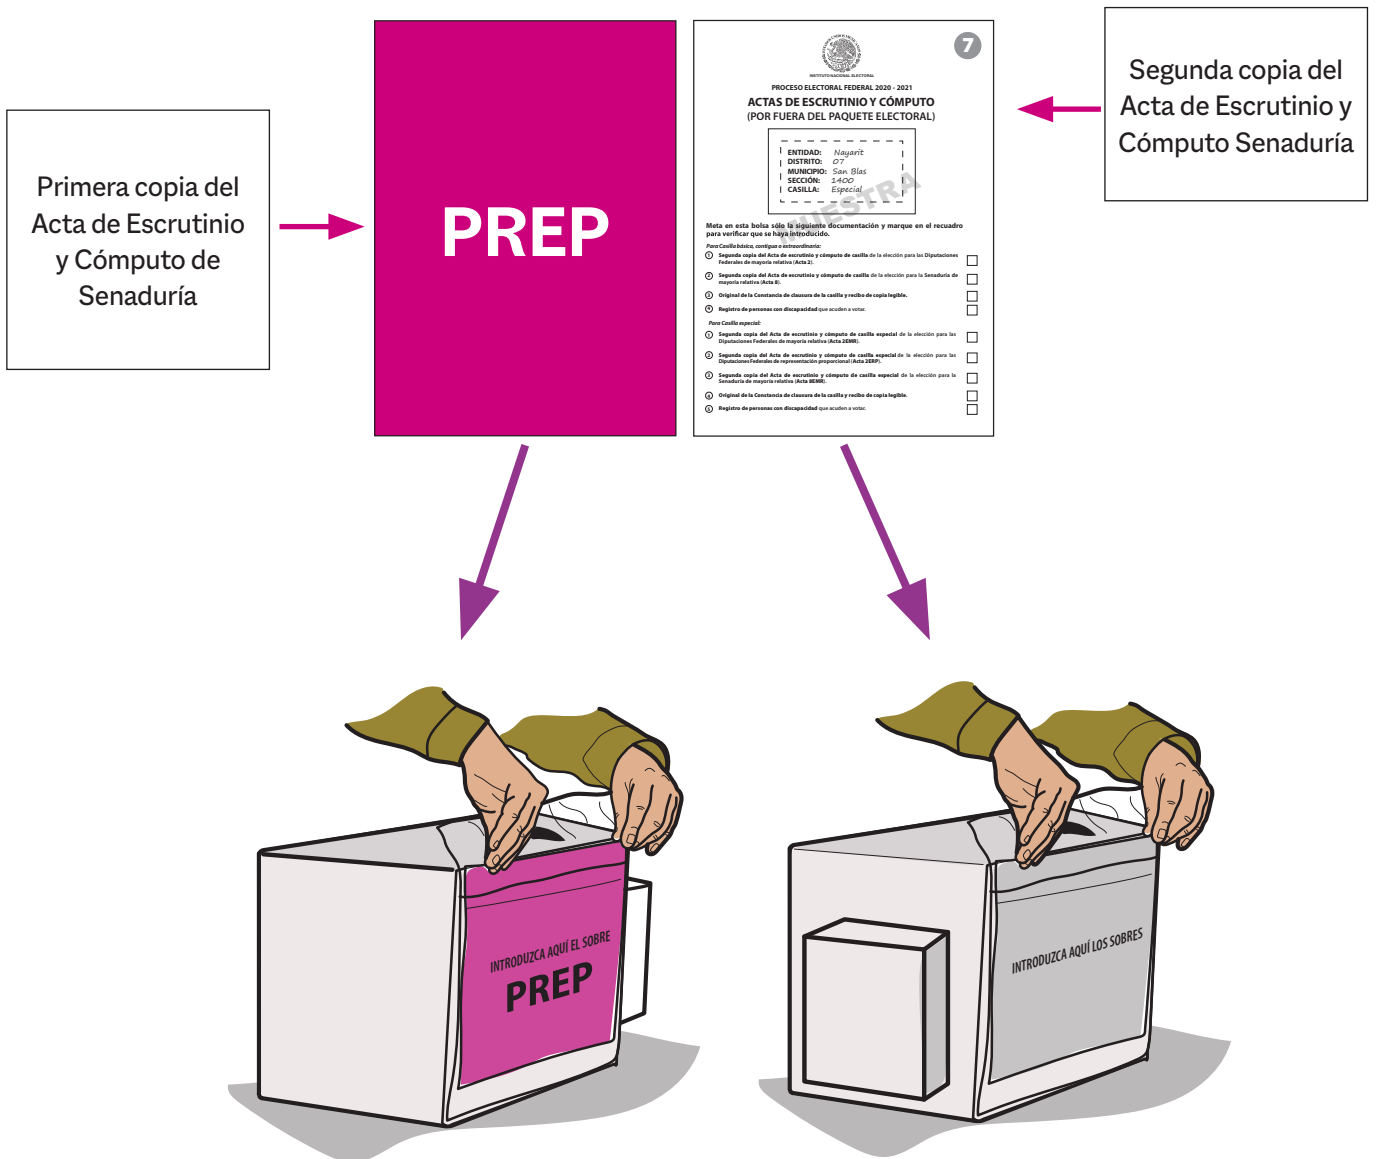 Primera copia del
Acta de Escrutinio
y Cómputo de
Senaduría
PREP
7
INSTITUTO NACIONAL ELECTORAL
PROCESO ELECTORAL FEDERAL 2020 - 2021
ACTAS DE ESCRUTINIO Y CÓMPUTO
(POR FUERA DEL PAQUETE ELECTORAL)
ENTIDAD: Nayarit
DISTRITO: 07
MUNICIPIO: San Blas
SECCIÓN: 1400
CASILLA: Especial
MUESTRA
Meta en esta bolsa sólo la siguiente documentación y marque en el recuadro
para verificar que se haya introducido.
Para Casilla básica, contigua o extraordinaria:
1 Segunda copia del Acta de escrutinio y cómputo de casilla de la elección para las Diputaciones
Federales de mayoría relativa (Acta 2).
2 Segunda copia del Acta de escrutinio y cómputo de casilla de la elección para la Senaduría de
mayoría relativa (Acta 8).
3 Original de la Constancia de clausura de la casilla y recibo de copia legible.
4 Registro de personas con discapacidad que acuden a votar.
Para Casilla especial:
1 Segunda copia del Acta de escrutinio y cómputo de casilla especial de la elección para las
Diputaciones Federales de mayoría relativa (Acta 2EMR).
2 Segunda copia del Acta de escrutinio y cómputo de casilla especial de la elección para las
Diputaciones Federales de representación proporcional (Acta 2ERP).
3 Segunda copia del Acta de escrutinio y cómputo de casilla especial de la elección para la
Senaduría de mayoría relativa (Acta 8EMR).
4 Original de la Constancia de clausura de la casilla y recibo de copia legible.
5 Registro de personas con discapacidad que acuden a votar.
Segunda copia del
Acta de Escrutinio y
Cómputo Senaduría
INTRODUZCA AQUÍ EL SOBRE
PREP
INTRODUZCA AQUÍ LOS SOBRES